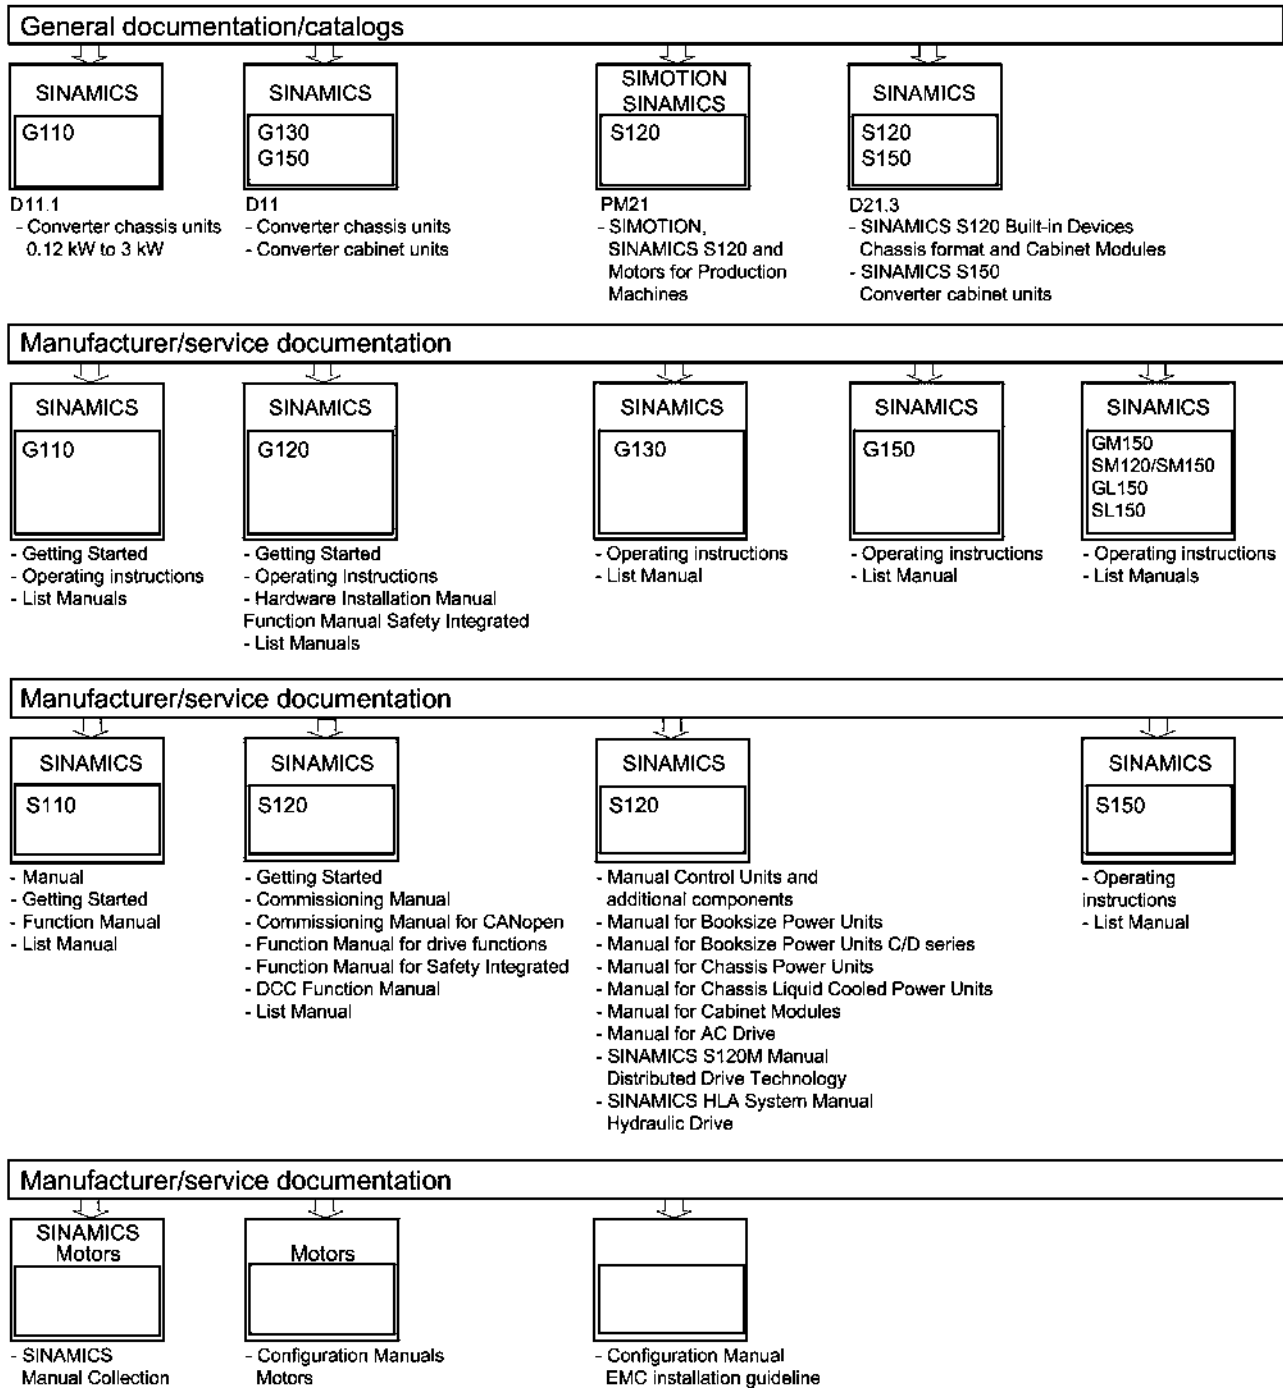 General documentation/catalogs
SINAMICS
G110
D11.1
- Converter chassis units
0.12 kW to 3 kW
SINAMICS
G130
G150
D11
- Converter chassis units
- Converter cabinet units
SIMOTION
SINAMICS
S120
PM21
- SIMOTION,
SINAMICS S120 and
Motors for Production
Machines
SINAMICS
S120
S150
D21.3
- SINAMICS S120 Built-in Devices
Chassis format and Cabinet Modules
- SINAMICS S150
Converter cabinet units
Manufacturer/service documentation
SINAMICS
G110
- Getting Started
- Operating instructions
- List Manuals
SINAMICS
G120
- Getting Started
- Operating Instructions
- Hardware Installation Manual
Function Manual Safety Integrated
- List Manuals
SINAMICS
G130
- Operating instructions
- List Manual
SINAMICS
G150
- Operating instructions
- List Manual
SINAMICS
GM150
SM120/SM150
GL150
SL150
- Operating instructions
- List Manuals
Manufacturer/service documentation
SINAMICS
S110
- Manual
- Getting Started
- Function Manual
- List Manual
SINAMICS
S120
- Getting Started
- Commissioning Manual
- Commissioning Manual for CANopen
- Function Manual for drive functions
- Function Manual for Safety Integrated
- DCC Function Manual
- List Manual
SINAMICS
S120
- Manual Control Units and
additional components
- Manual for Booksize Power Units
- Manual for Booksize Power Units C/D series
- Manual for Chassis Power Units
- Manual for Chassis Liquid Cooled Power Units
- Manual for Cabinet Modules
- Manual for AC Drive
- SINAMICS S120M Manual
Distributed Drive Technology
- SINAMICS HLA System Manual
Hydraulic Drive
SINAMICS
S150
- Operating
instructions
- List Manual
Manufacturer/service documentation
SINAMICS
Motors
- SINAMICS
Manual Collection
Motors
- Configuration Manuals
Motors
- Configuration Manual
EMC installation guideline